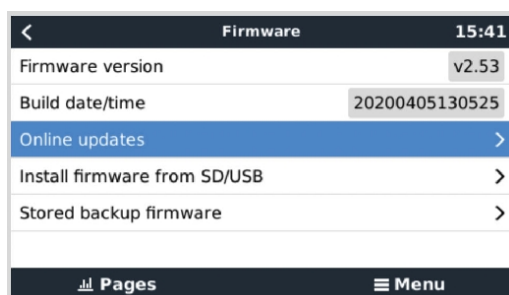 Firmware 15:41
Firmware version v2.53
Build date/time 20200405130525
Online updates
Install firmware from SD/USB
Stored backup firmware
Pages Menu